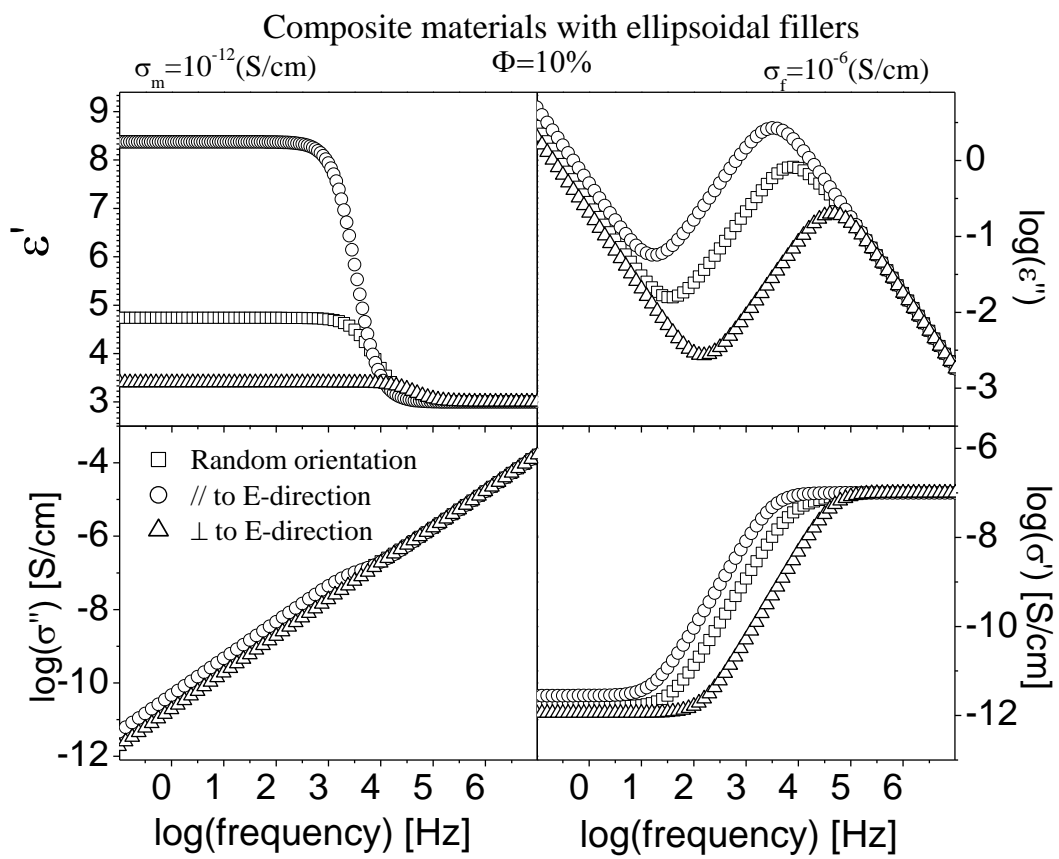 Composite materials with ellipsoidal fillers
σm=10-12(S/cm) Φ=10% σf=10-6(S/cm)
9
8
7
6
5
4
3
ε'
0
-1
-2
-3
log(ε'')
-4
-6
-8
-10
-12
log(σ'') [S/cm]
□ Random orientation
○ // to E-direction
△ ⊥ to E-direction
-6
-8
-10
-12
log(σ') [S/cm]
0 1 2 3 4 5 6
0 1 2 3 4 5 6
log(frequency) [Hz]
log(frequency) [Hz]